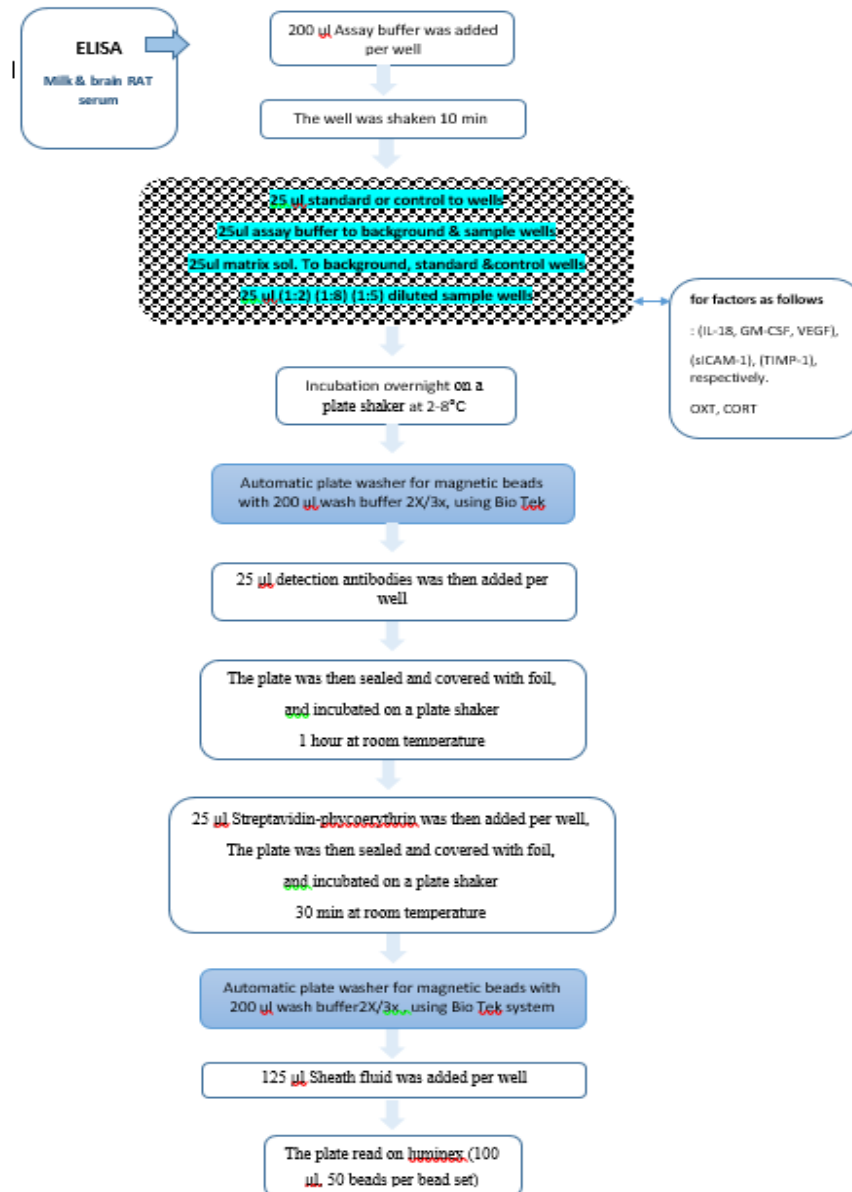 ELISA
Milk & brain RAT
serum
200 µl Assay buffer was added
per well
The well was shaken 10 min
25 µl standard or control to wells
25ul assay buffer to background & sample wells
25ul matrix sol. To background, standard &control wells
25 µl (1:2) (1:8) (1:5) diluted sample wells
for factors as follows
: (IL-18, GM-CSF, VEGF),
(sICAM-1), (TIMP-1),
respectively.
OXT, CORT
Incubation overnight on a
plate shaker at 2-8°C
Automatic plate washer for magnetic beads
with 200 µl wash buffer 2X/3x, using Bio Tek
25 µl detection antibodies was then added per
well
The plate was then sealed and covered with foil,
and incubated on a plate shaker
1 hour at room temperature
25 µl Streptavidin-phycoerythrin was then added per well,
The plate was then sealed and covered with foil,
and incubated on a plate shaker
30 min at room temperature
Automatic plate washer for magnetic beads with
200 µl wash buffer2X/3x , using Bio Tek system
125 µl Sheath fluid was added per well
The plate read on luminex (100
µl, 50 beads per bead set)